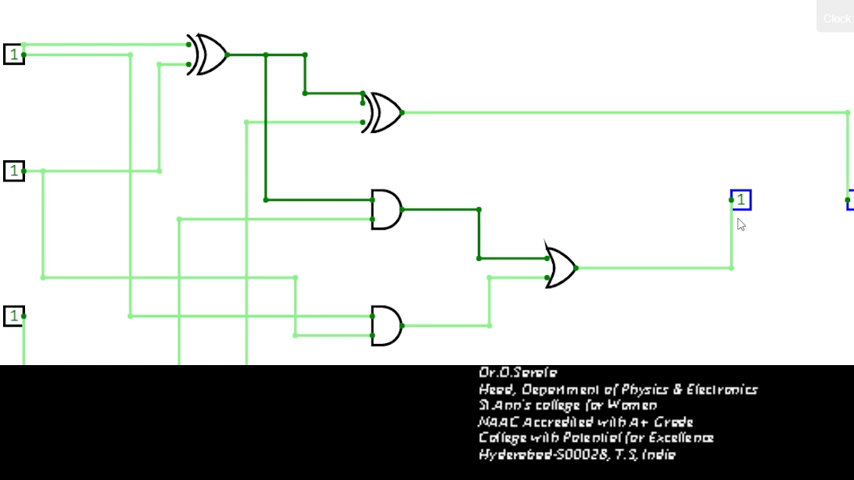 Clock
1
1
1
1
Dr.O.Sarala
Head, Department of Physics & Electronics
St.Ann's college for Women
NAAC Accredited with A+ Grade
College with Potential for Excellence
Hyderabad-500028, T.S, India